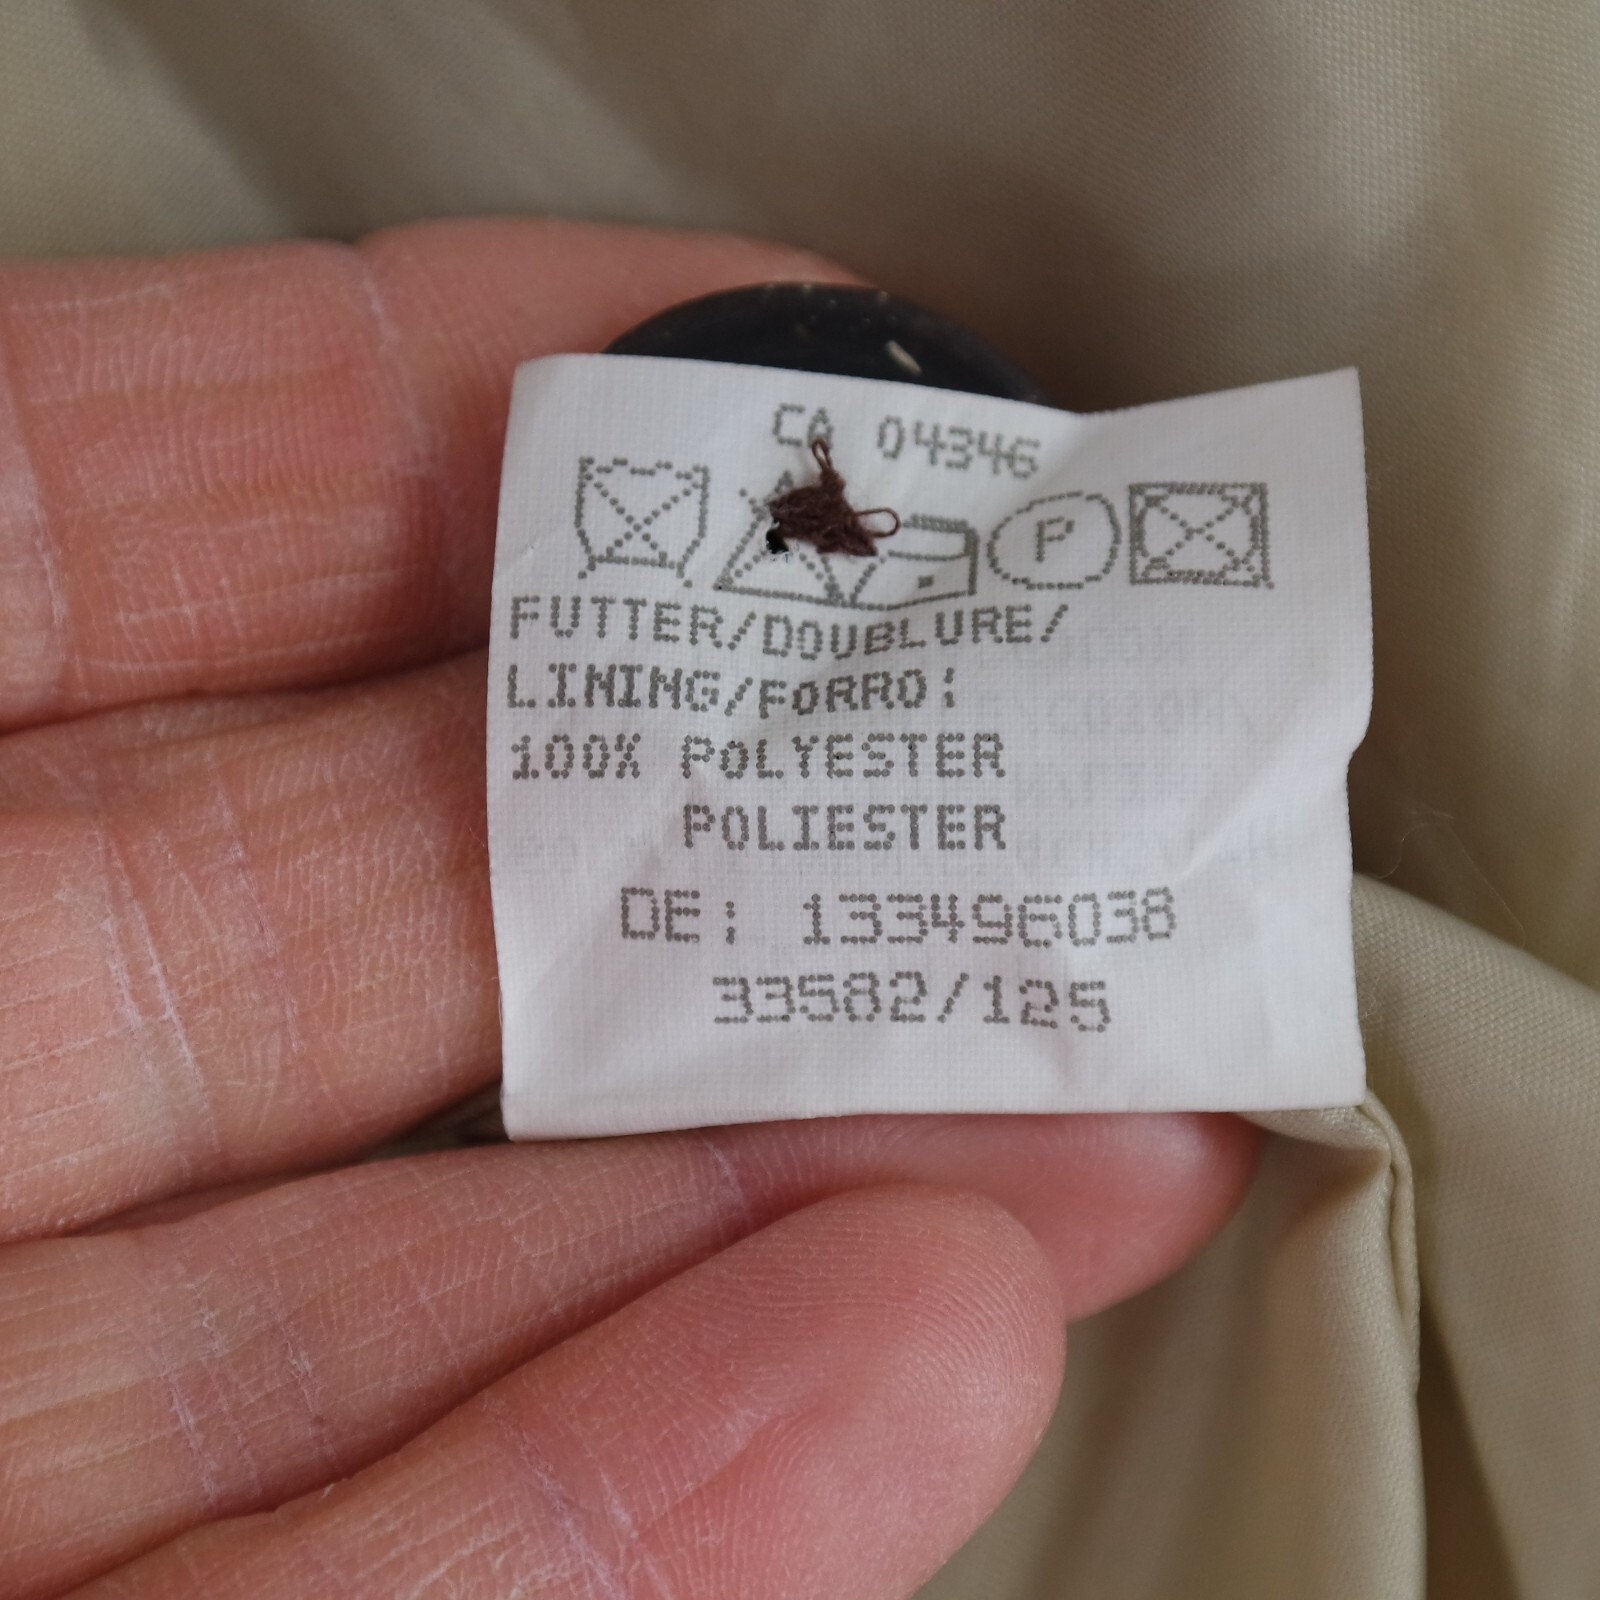 CA 04346
P
FUTTER/DOUBLURE/
LINING/FORRO:
100% POLYESTER
POLIESTER
DE: 133496038
33582/125